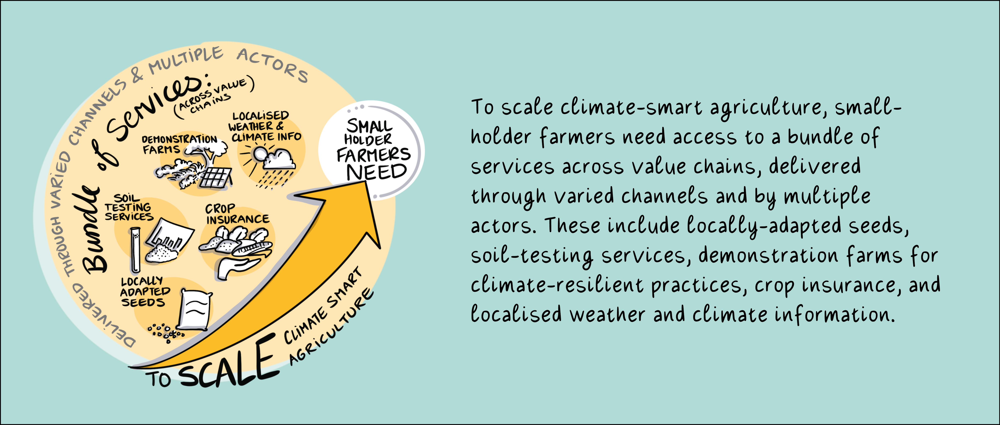 DELIVERED THROUGH VARIED CHANNELS & MULTIPLE ACTORS
Bundle of Services:
(ACROSS VALUE
CHAINS)
LOCALISED
WEATHER &
CLIMATE INFO
DEMONSTRATION
FARMS
SOIL
TESTING
SERVICES
CROP
INSURANCE
LOCALLY
ADAPTED
SEEDS
SMALL
HOLDER
FARMERS
NEED
TO SCALE CLIMATE SMART
AGRICULTURE
To scale climate-smart agriculture, small-
holder farmers need access to a bundle of
services across value chains, delivered
through varied channels and by multiple
actors. These include locally-adapted seeds,
soil-testing services, demonstration farms for
climate-resilient practices, crop insurance, and
localised weather and climate information.